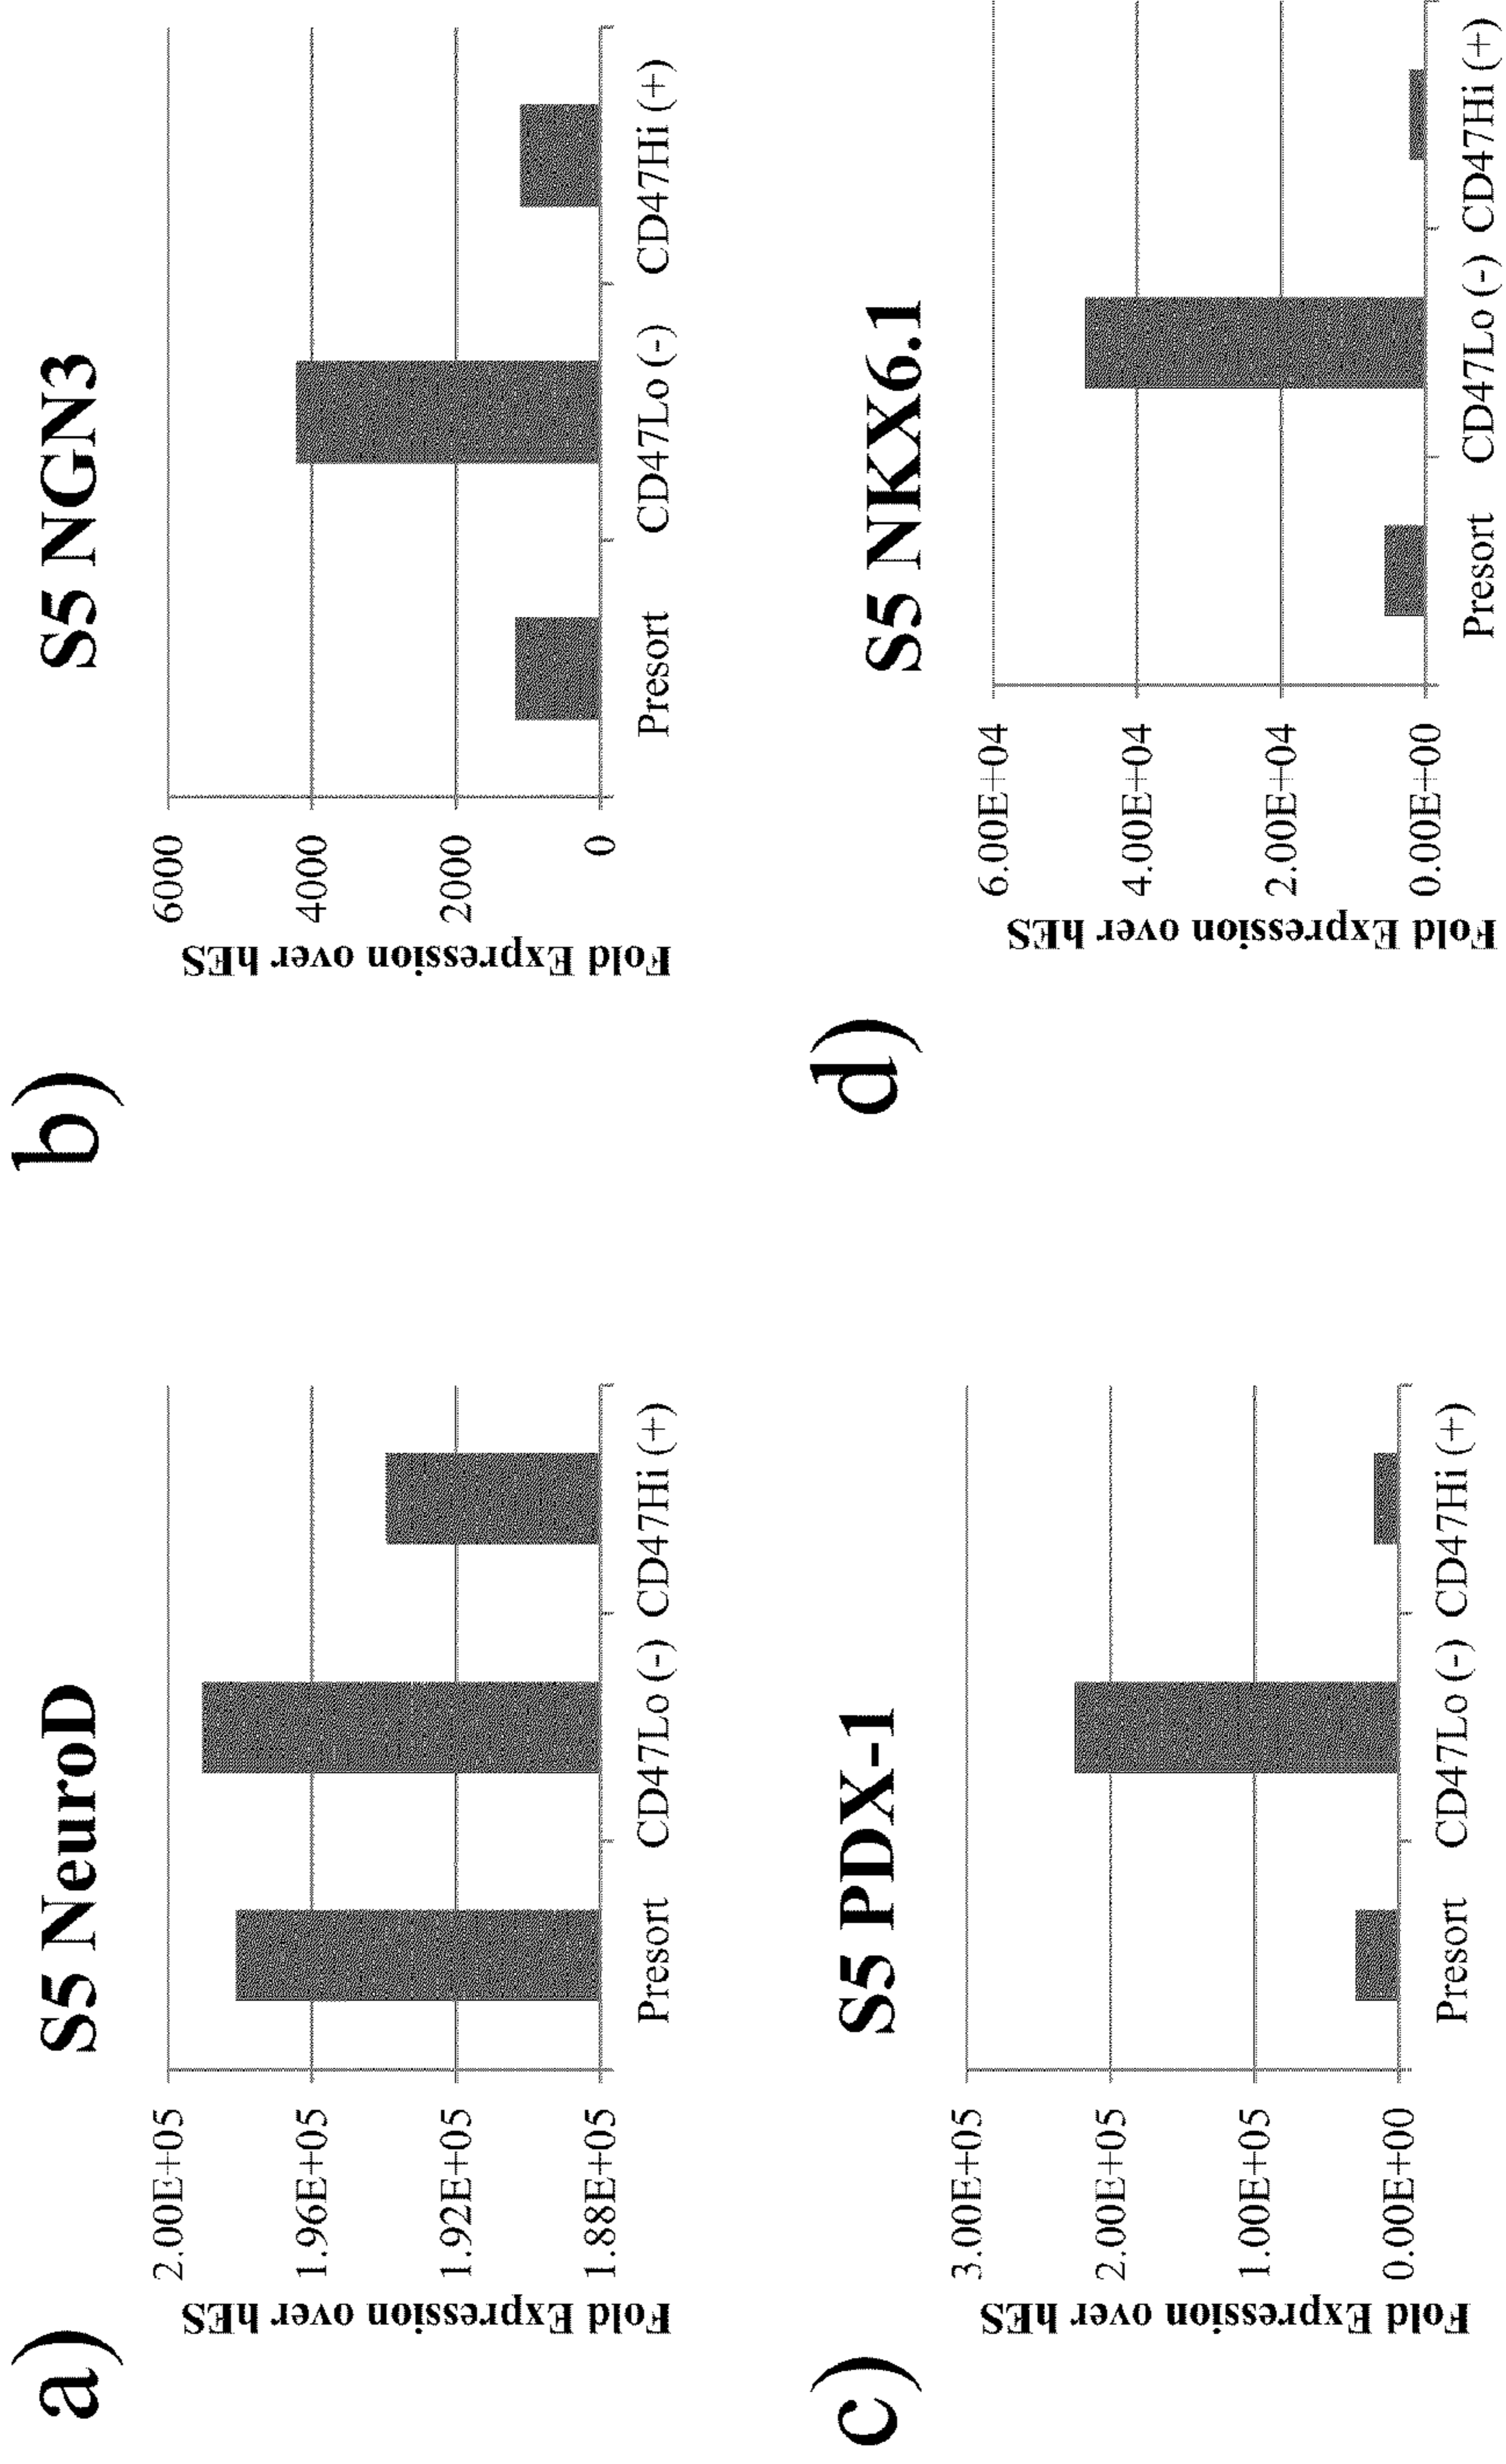 a)
S5 NeuroD
Fold Expression over hES
2.00E+05
1.96E+05
1.92E+05
1.88E+05
Presort CD47Lo (-) CD47Hi (+)
b)
S5 NGN3
Fold Expression over hES
6000
4000
2000
0
Presort CD47Lo (-) CD47Hi (+)
c)
S5 PDX-1
Fold Expression over hES
3.00E+05
2.00E+05
1.00E+05
0.00E+00
Presort CD47Lo (-) CD47Hi (+)
d)
S5 NKX6.1
Fold Expression over hES
6.00E+04
4.00E+04
2.00E+04
0.00E+00
Presort CD47Lo (-) CD47Hi (+)